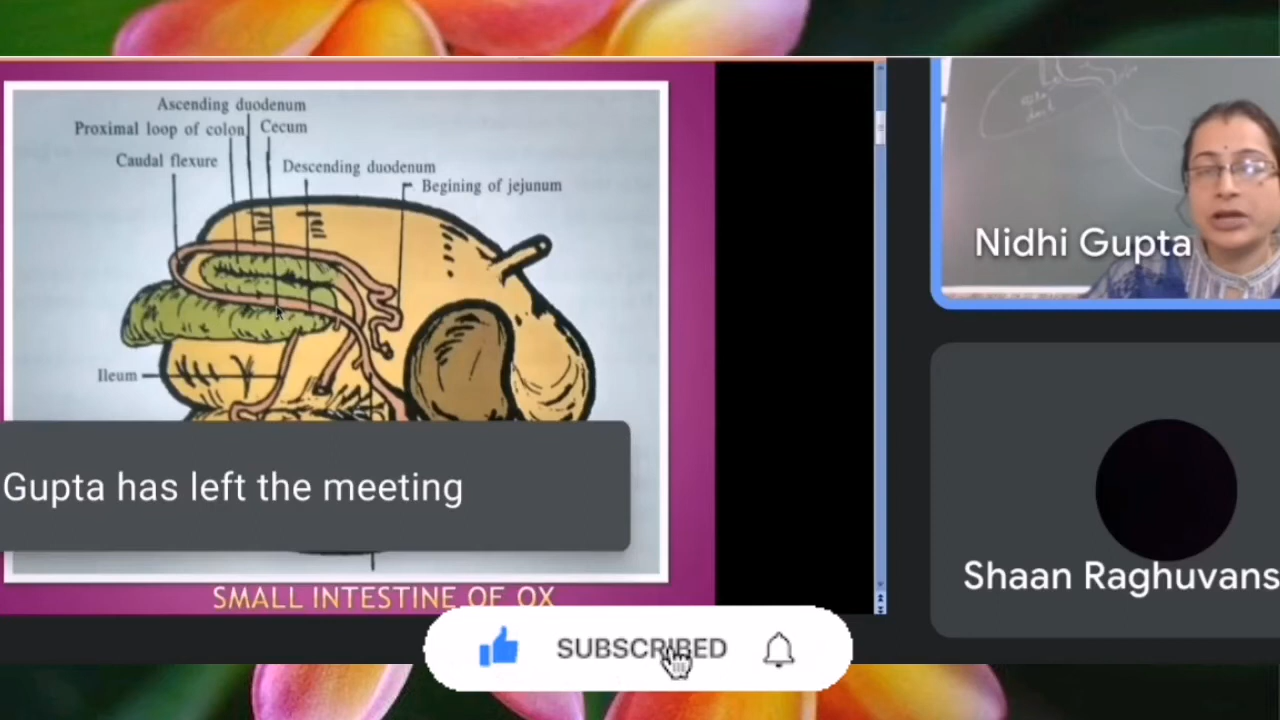 Ascending duodenum
Proximal loop of colon
Cecum
Caudal flexure
Descending duodenum
Begining of jejunum
Ileum
Gupta has left the meeting
SMALL INTESTINE OF OX
Nidhi Gupta
Shaan Raghuvans
SUBSCRIBED